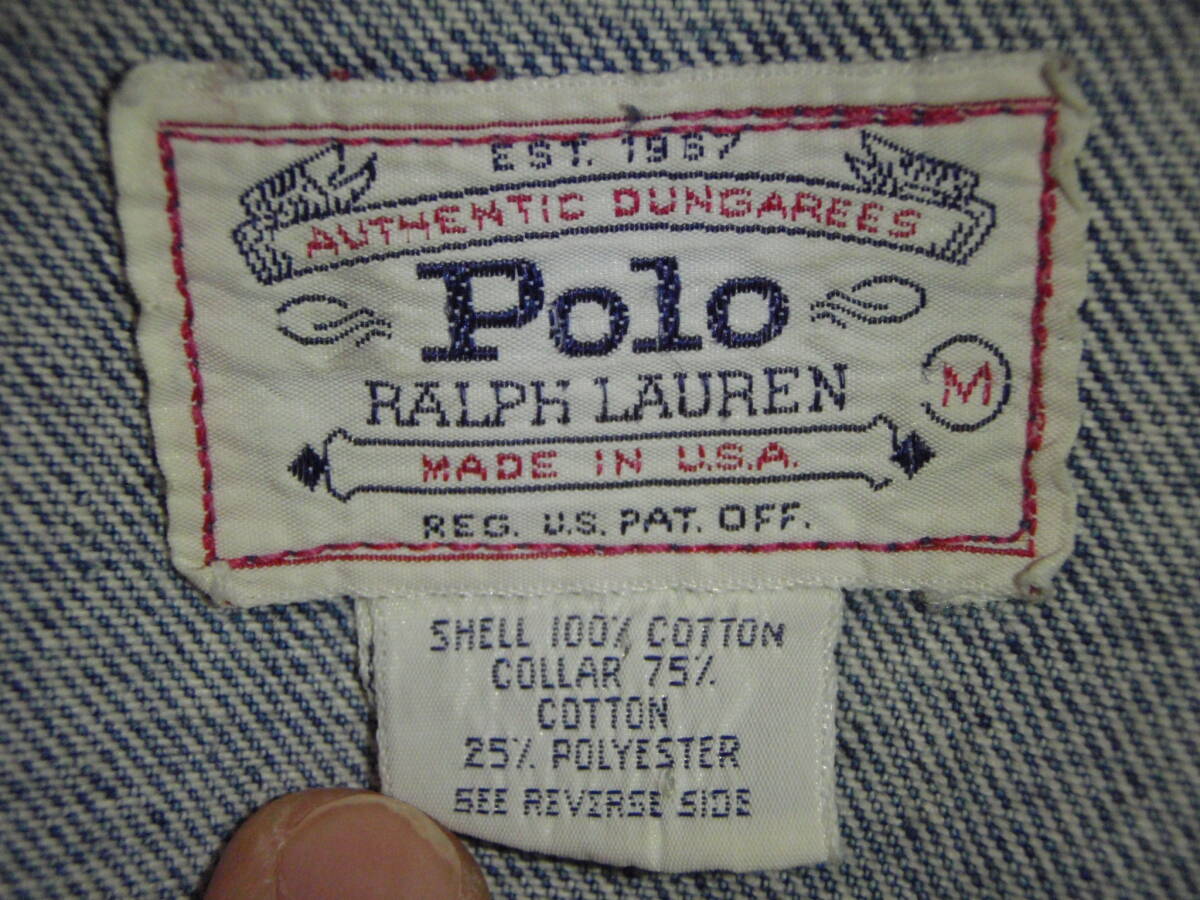 EST. 1967
AUTHENTIC DUNGAREES
Polo
RALPH LAUREN
M
MADE IN U.S.A.
REG. U.S. PAT. OFF.
SHELL 100% COTTON
COLLAR 75%
COTTON
25% POLYESTER
SEE REVERSE SIDE